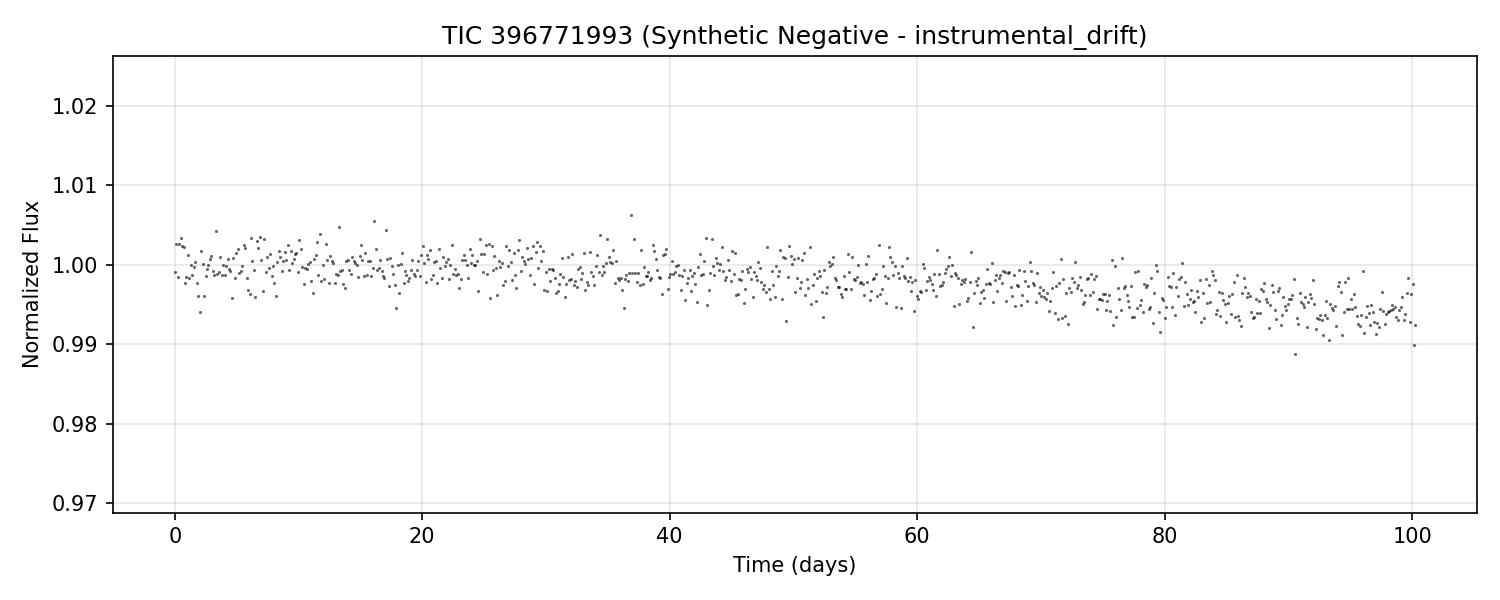 TIC 396771993 (Synthetic Negative - instrumental_drift)
1.02
1.01
1.00
0.99
0.98
0.97
Normalized Flux
0 20 40 60 80 100
Time (days)